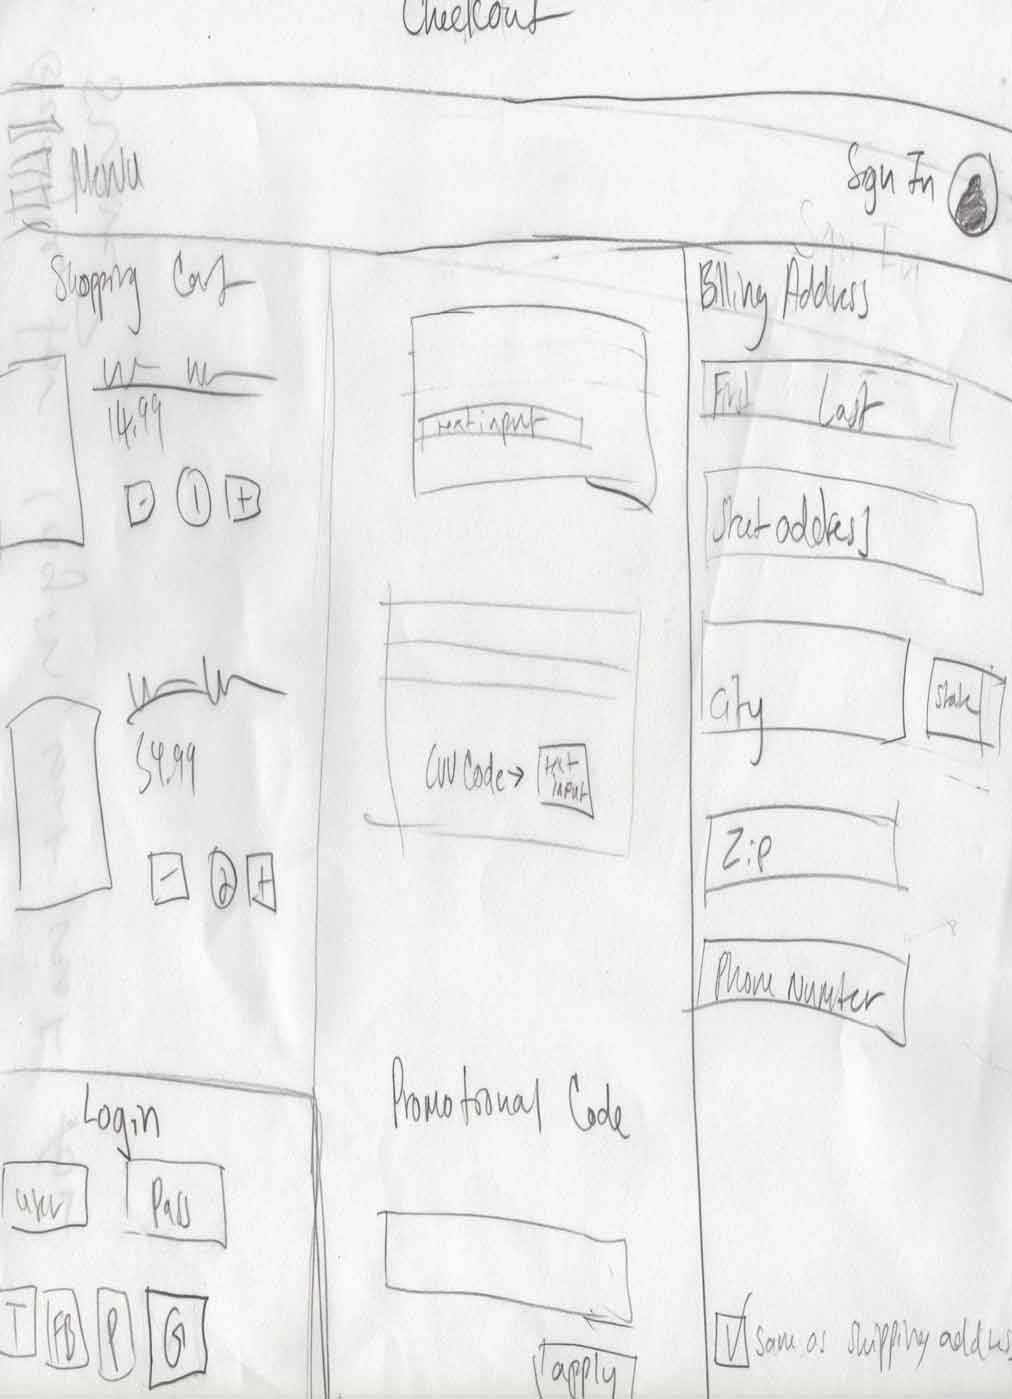 Checkout
Menu
Sign In
Shopping Cart
14.99
-
1
+
54.99
-
2
+
Login
user
Pass
T
FB
P
G
text input
CVV Code →
text
input
Promotional Code
apply
Billing Address
First Last
Street address
City
State
Zip
Phone Number
Same as shipping address